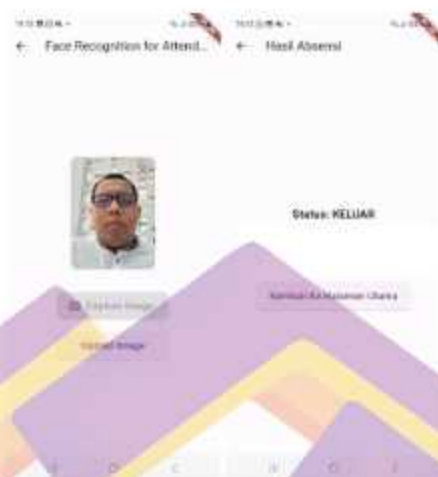 ← Face Recognition for Attend...
Capture Image
Upload Image
← Hasil Absensi
Status: KELUAR
Kembali ke Halaman Utama